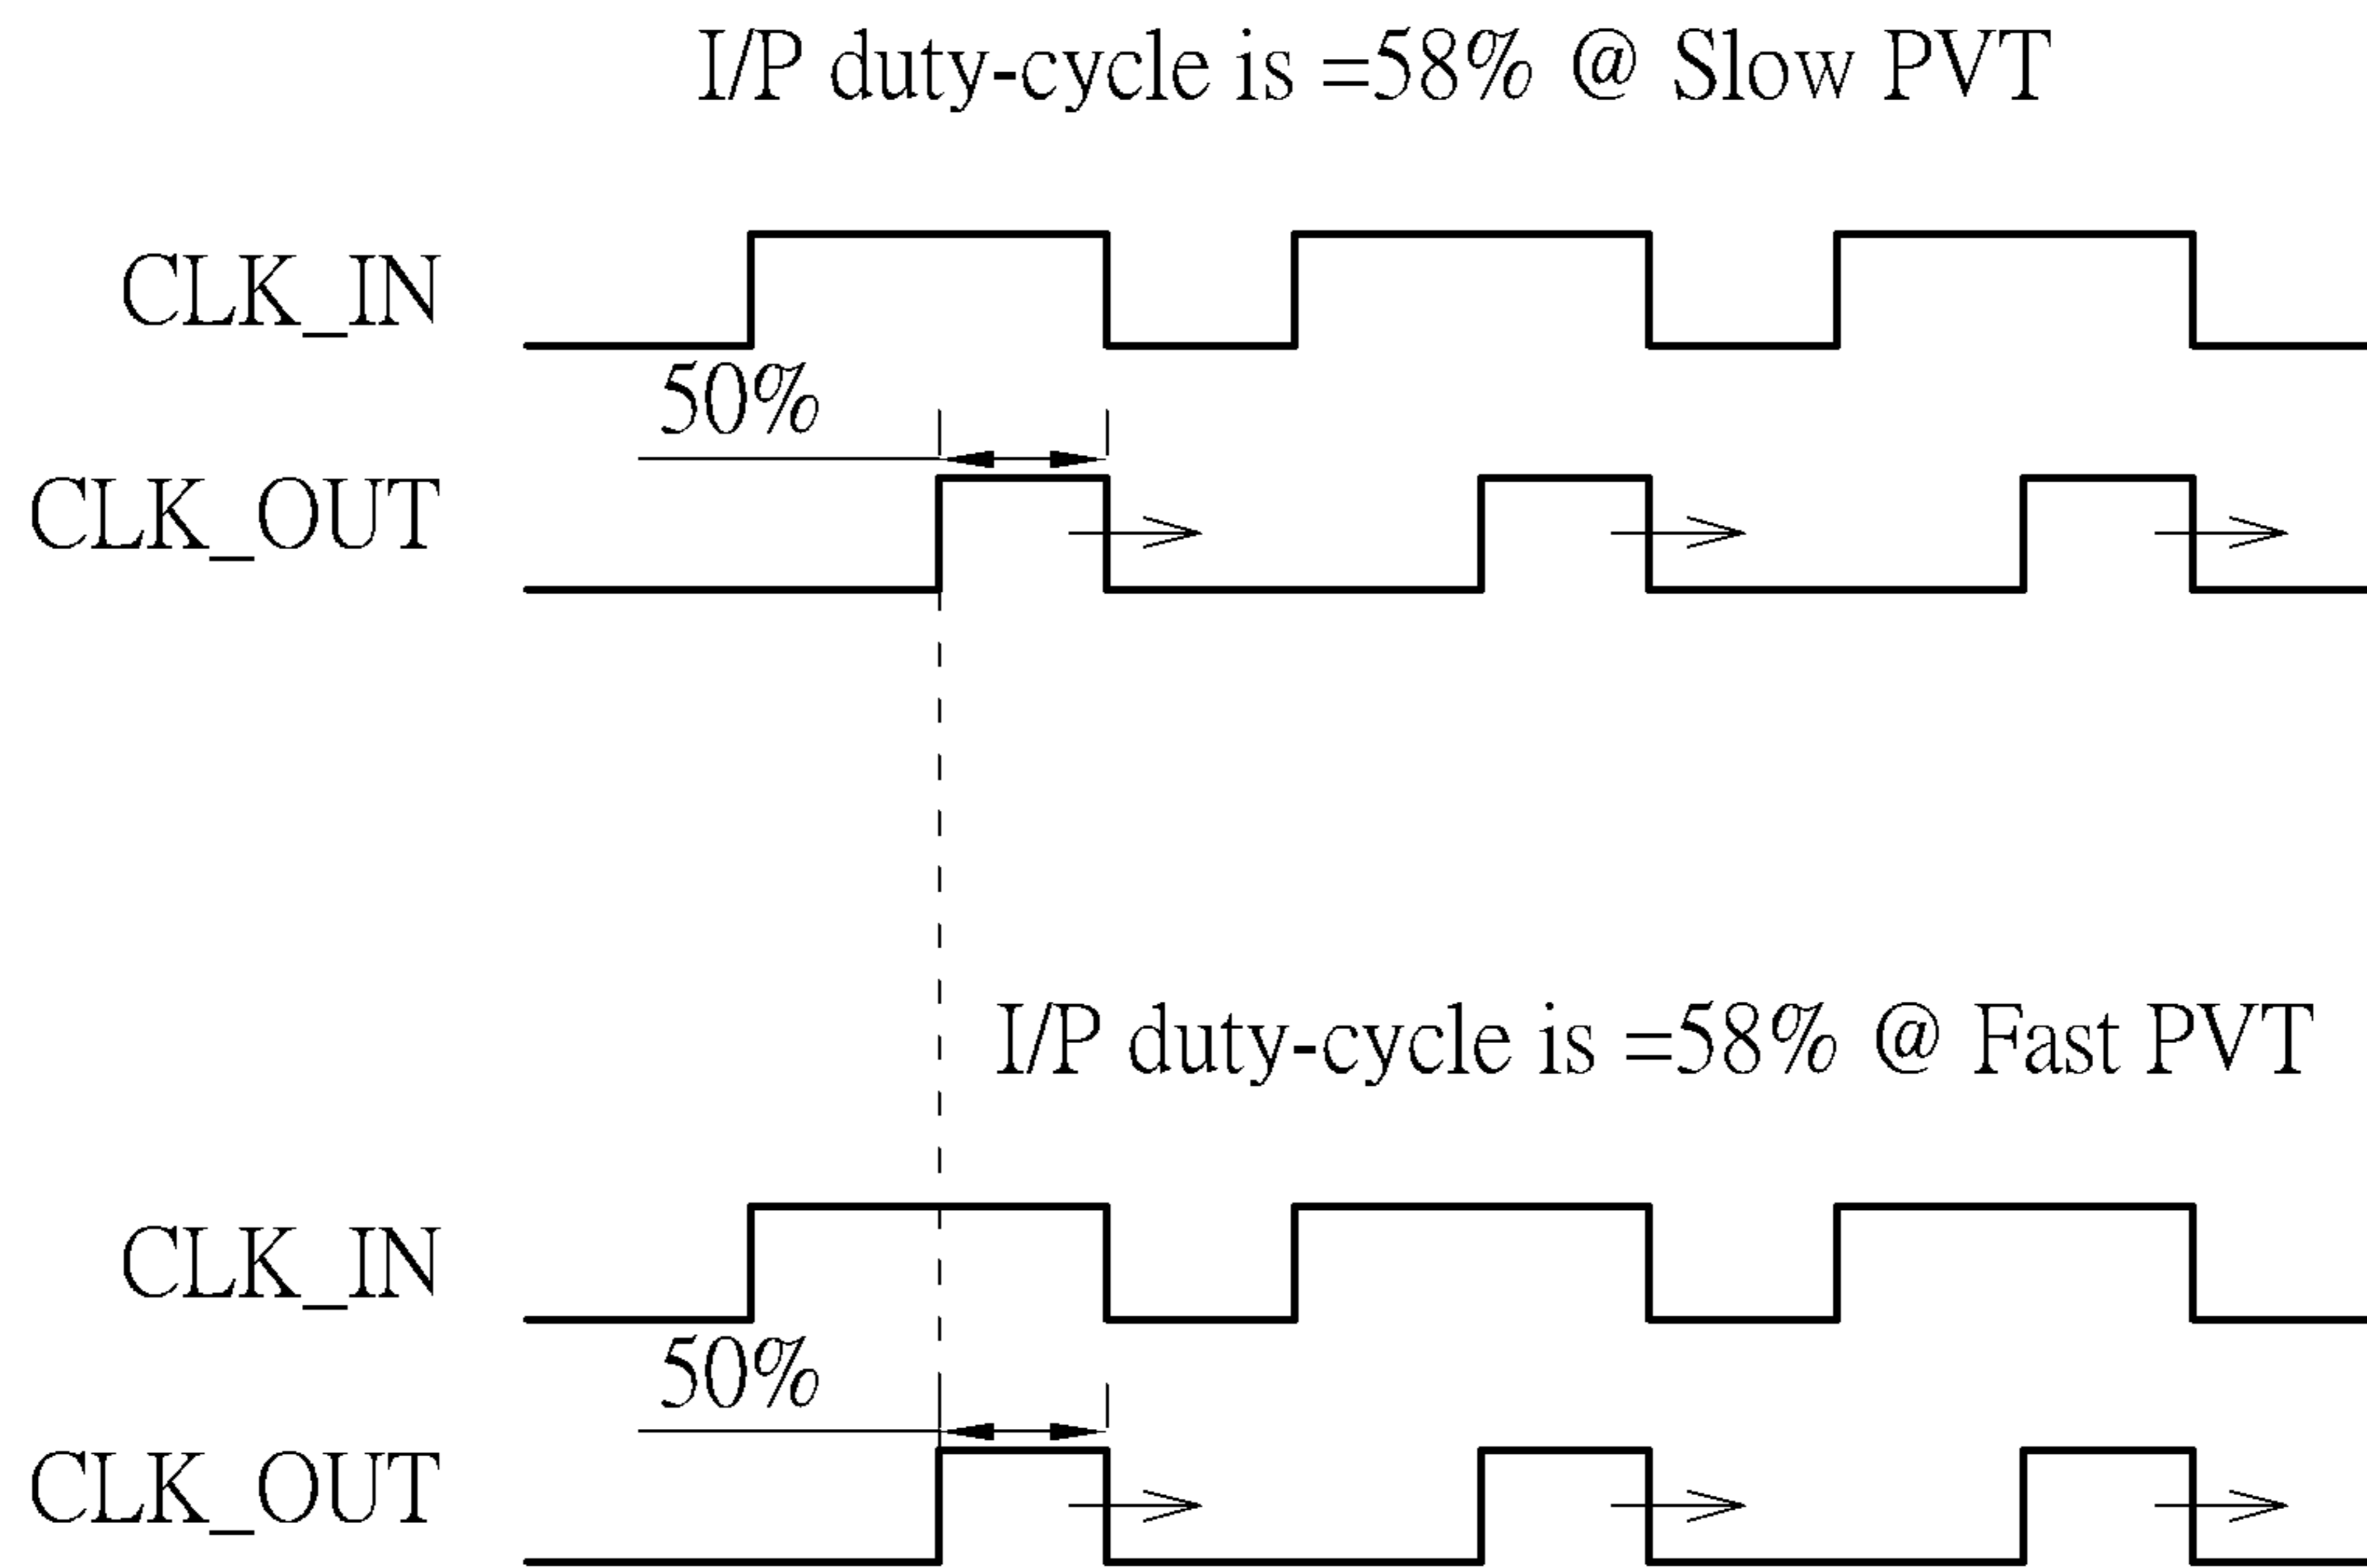 I/P duty-cycle is =58% @ Slow PVT
CLK_IN
50%
CLK_OUT
I/P duty-cycle is =58% @ Fast PVT
CLK_IN
50%
CLK_OUT